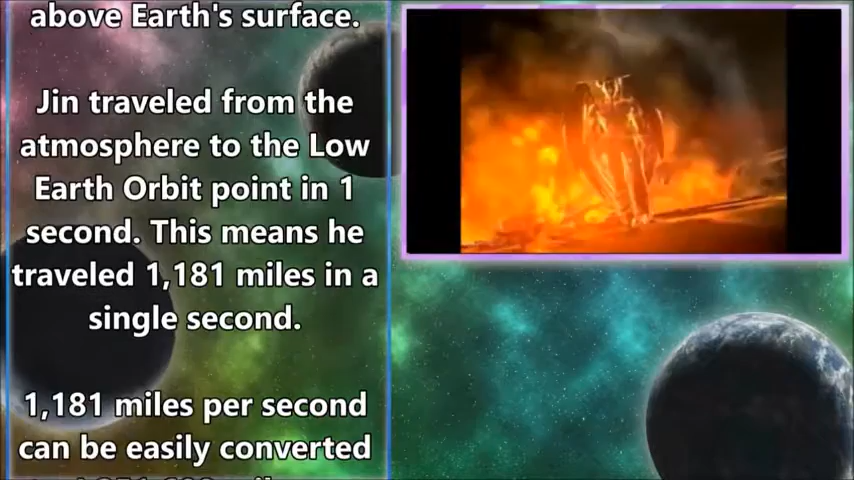 above Earth's surface.
Jin traveled from the
atmosphere to the Low
Earth Orbit point in 1
second. This means he
traveled 1,181 miles in a
single second.
1,181 miles per second
can be easily converted